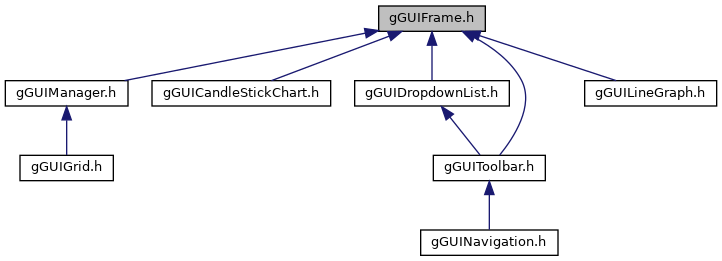 gGUIFrame.h
gGUIManager.h
gGUICandleStickChart.h
gGUIDropdownList.h
gGUILineGraph.h
gGUIGrid.h
gGUIToolbar.h
gGUINavigation.h